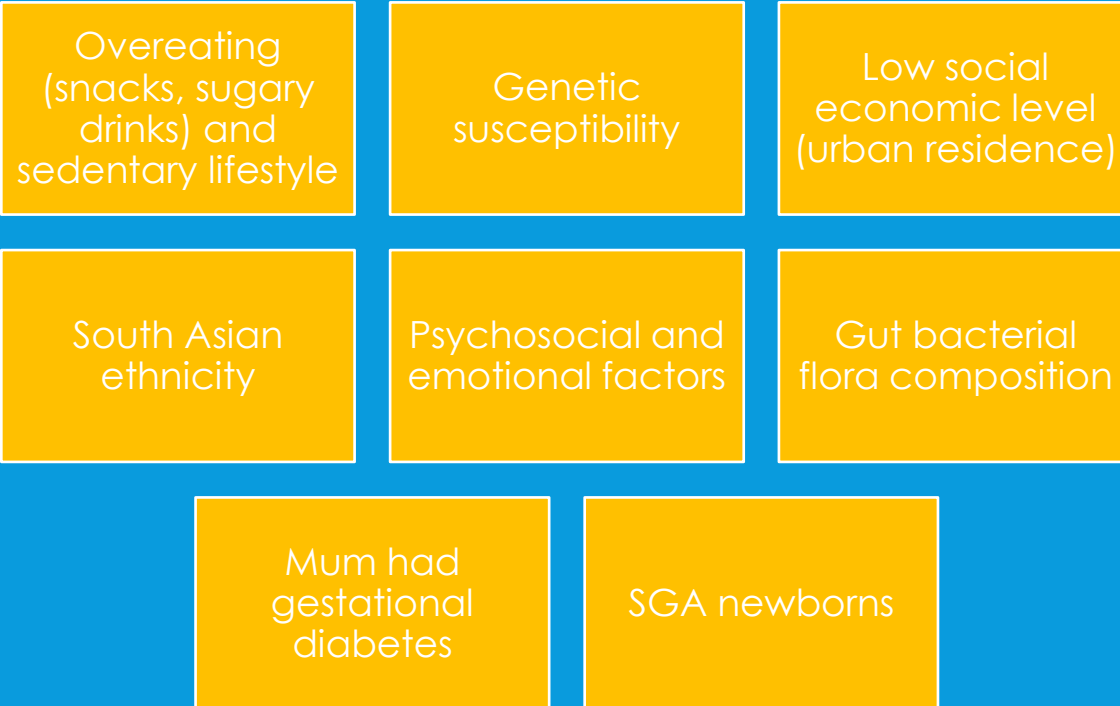 Overeating
(snacks, sugary
drinks) and
sedentary lifestyle
Genetic
susceptibility
Low social
economic level
(urban residence)
South Asian
ethnicity
Psychosocial and
emotional factors
Gut bacterial
flora composition
Mum had
gestational
diabetes
SGA newborns